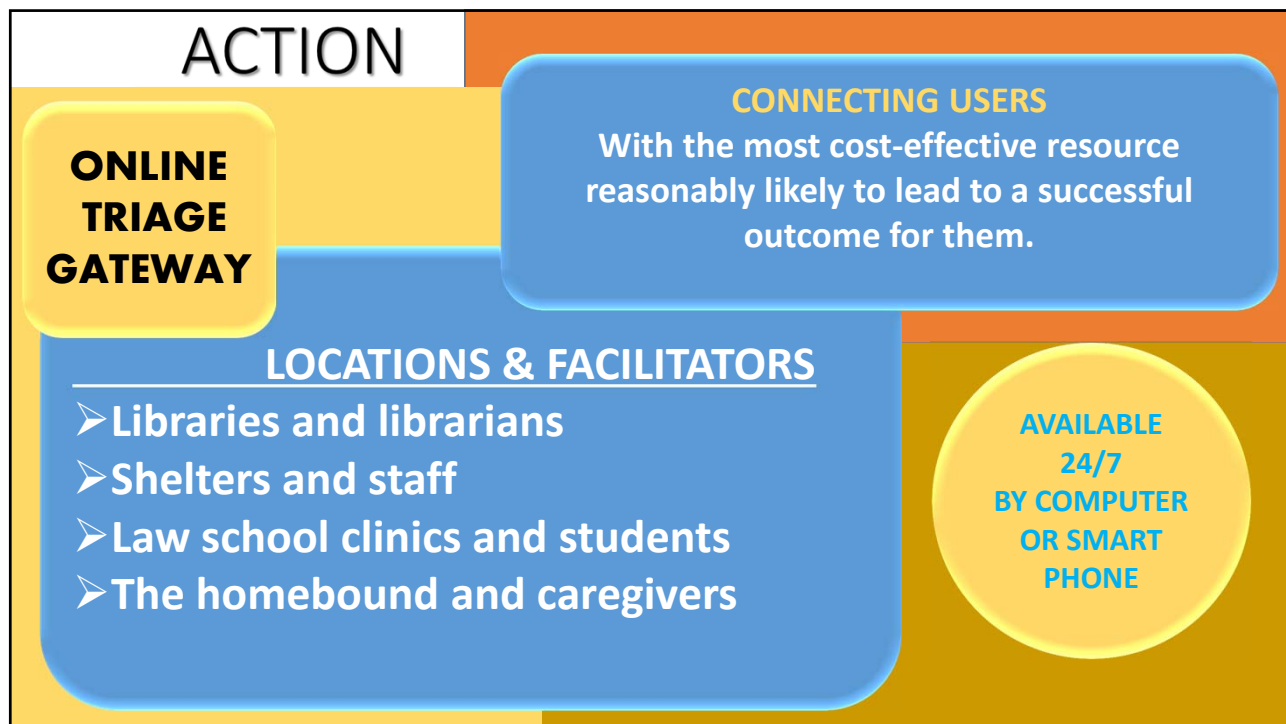 ACTION
ONLINE
TRIAGE
GATEWAY
CONNECTING USERS
With the most cost-effective resource
reasonably likely to lead to a successful
outcome for them.
LOCATIONS & FACILITATORS
➢Libraries and librarians
➢Shelters and staff
➢Law school clinics and students
➢The homebound and caregivers
AVAILABLE
24/7
BY COMPUTER
OR SMART
PHONE